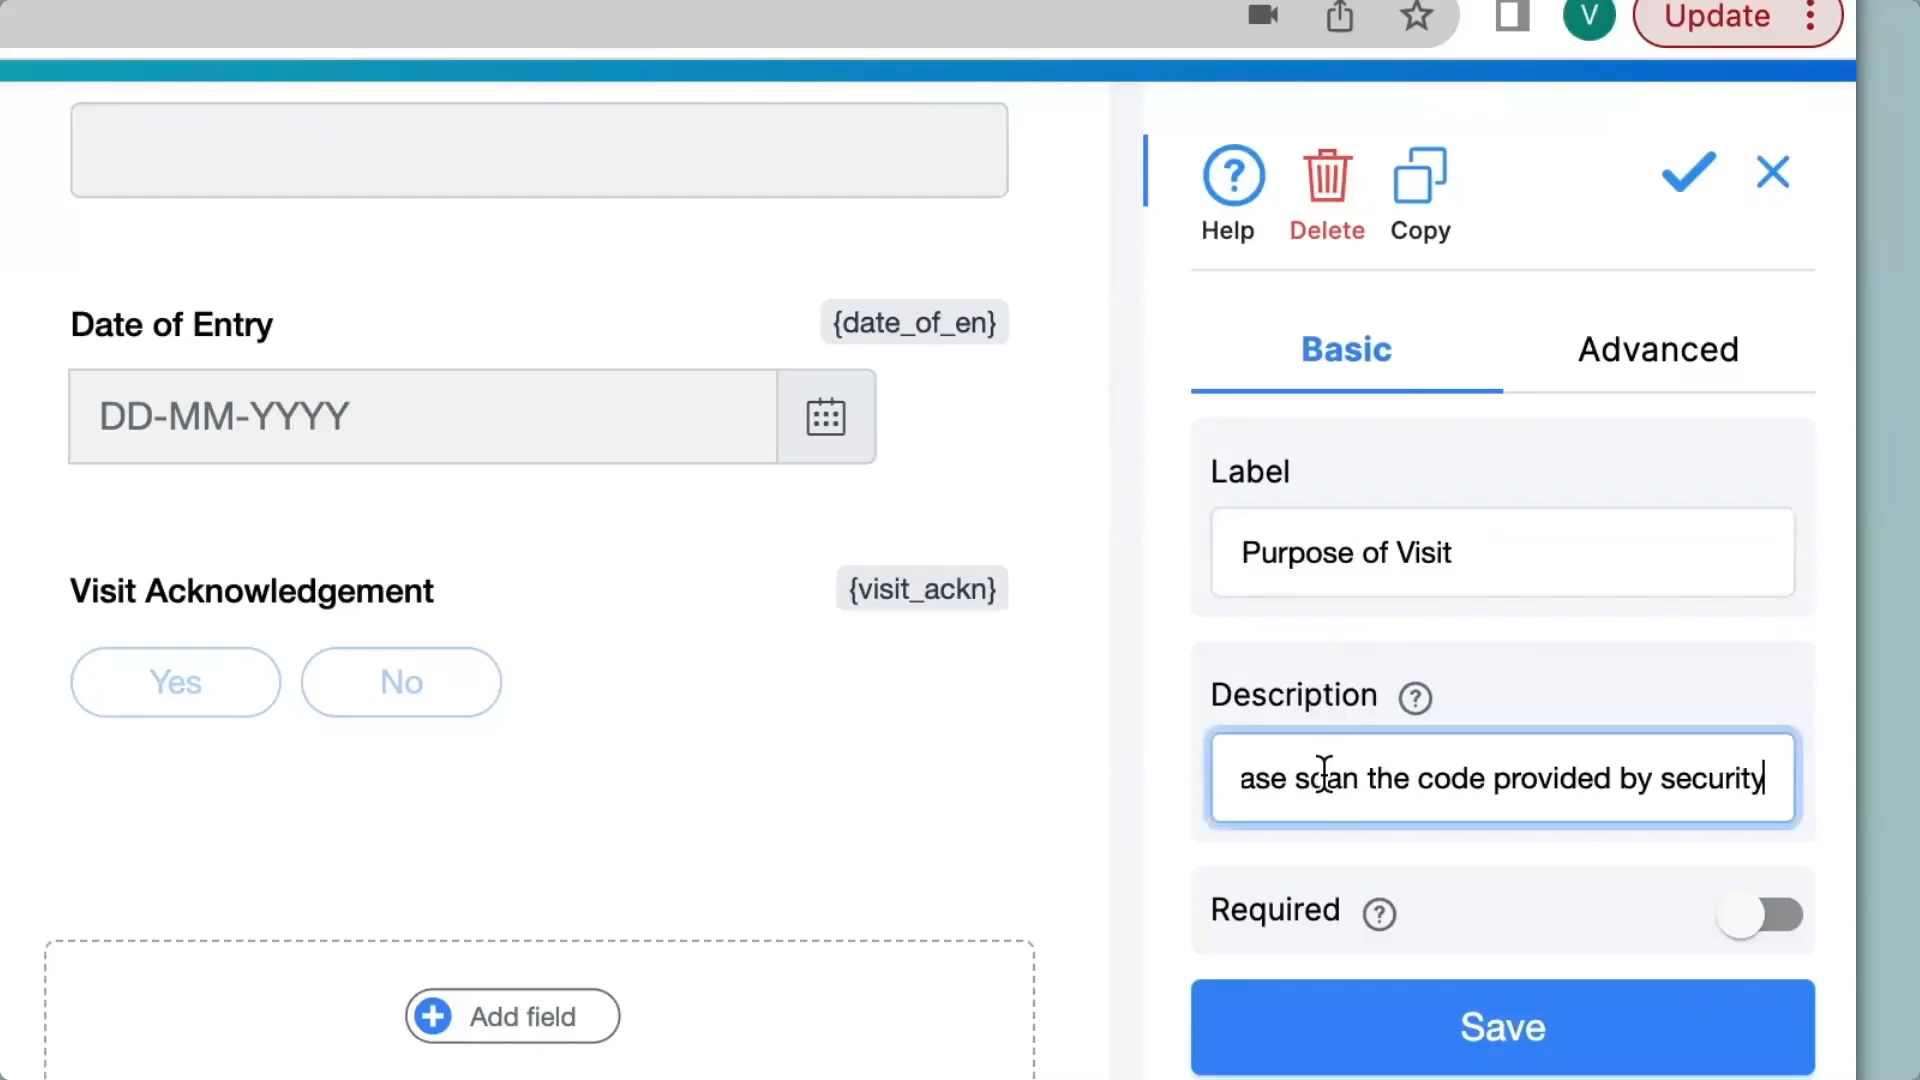 V
Update
Help
Delete
Copy
Date of Entry
{date_of_en}
DD-MM-YYYY
Visit Acknowledgement
{visit_ackn}
Yes
No
Add field
Basic
Advanced
Label
Purpose of Visit
Description
ase scan the code provided by security
Required
Save